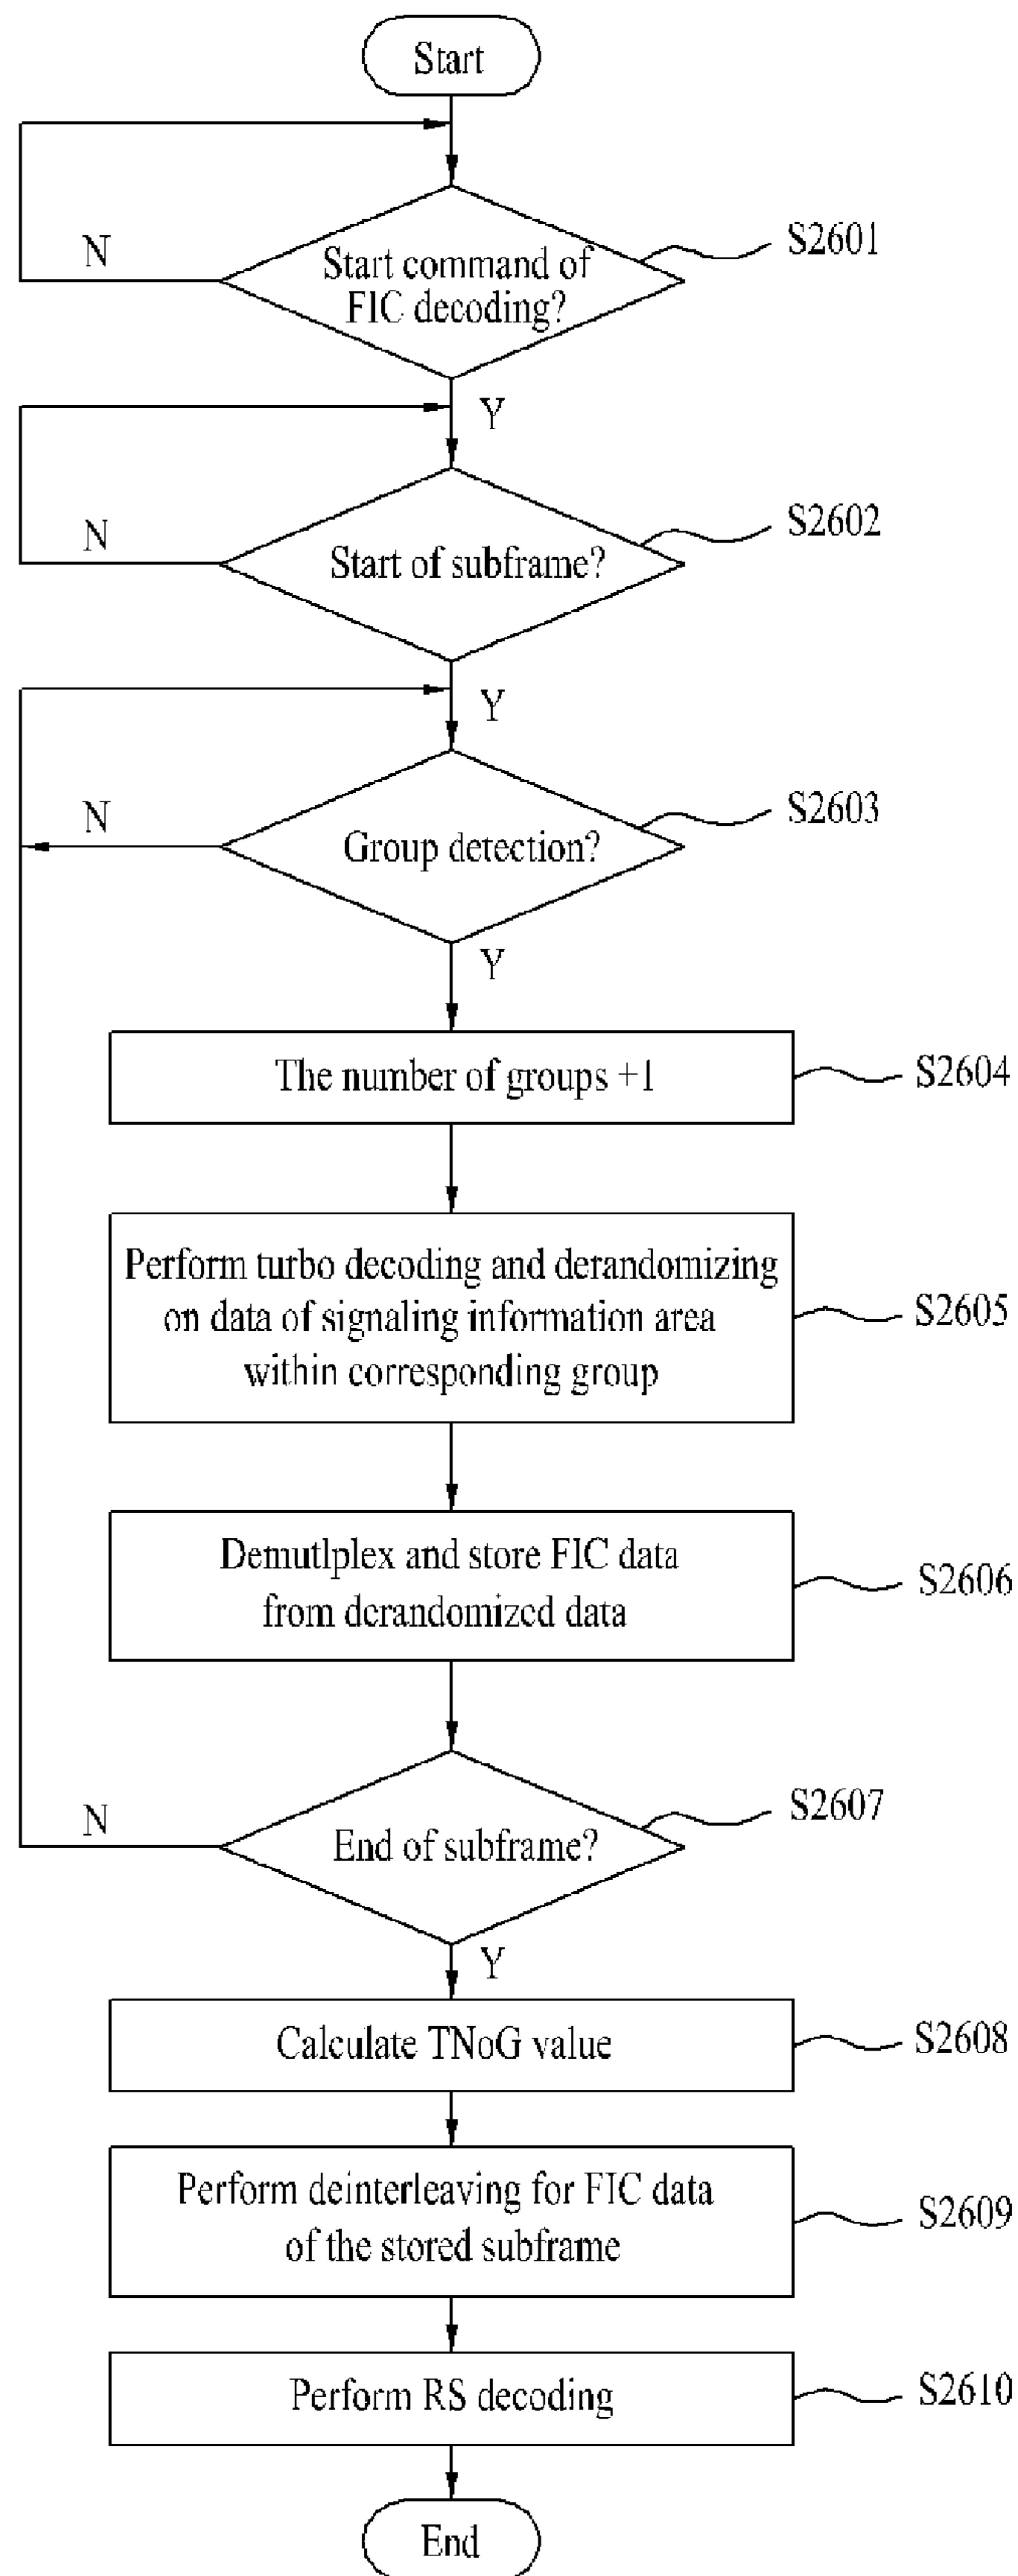 Start
N
Start command of
FIC decoding?
S2601
Y
N
Start of subframe?
S2602
Y
N
Group detection?
S2603
Y
The number of groups +1
S2604
Perform turbo decoding and derandomizing
on data of signaling information area
within corresponding group
S2605
Demutlplex and store FIC data
from derandomized data
S2606
N
End of subframe?
S2607
Y
Calculate TNoG value
S2608
Perform deinterleaving for FIC data
of the stored subframe
S2609
Perform RS decoding
S2610
End